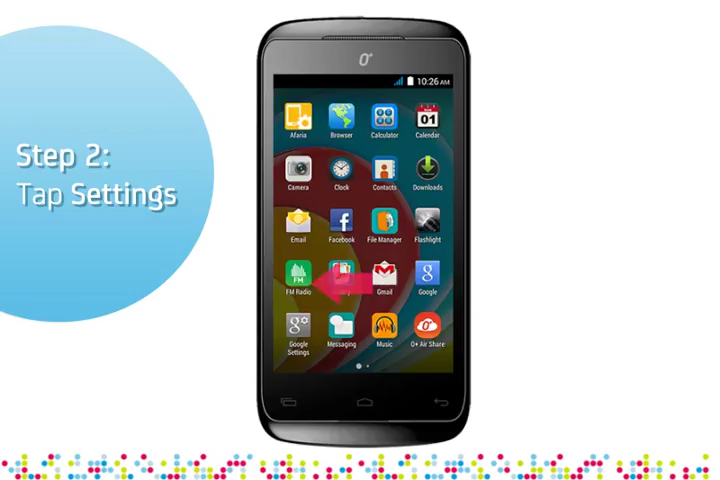 Step 2:
Tap Settings
O+
10:26 AM
Afaria
Browser
Calculator
Calendar
01
Camera
Clock
Contacts
Downloads
Email
Facebook
File Manager
Flashlight
FM
FM Radio
Gmail
Google
Google
Settings
Messaging
Music
O+ Air Share